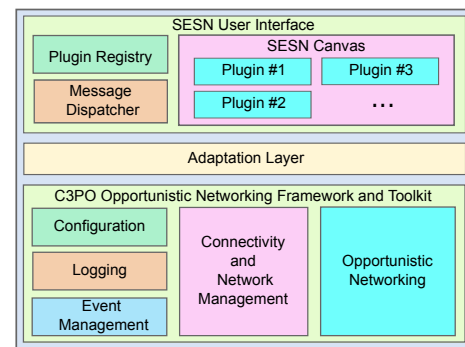 SESN User Interface
Plugin Registry
Message
Dispatcher
SESN Canvas
Plugin #1
Plugin #3
Plugin #2
...
Adaptation Layer
C3PO Opportunistic Networking Framework and Toolkit
Configuration
Logging
Event
Management
Connectivity
and
Network
Management
Opportunistic
Networking